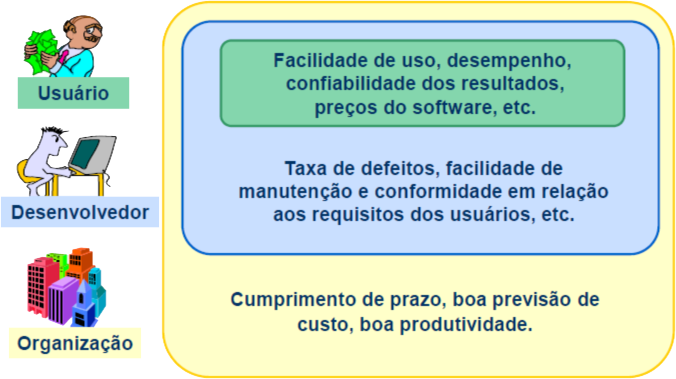 Usuário
Facilidade de uso, desempenho,
confiabilidade dos resultados,
preços do software, etc.
Desenvolvedor
Taxa de defeitos, facilidade de
manutenção e conformidade em relação
aos requisitos dos usuários, etc.
Organização
Cumprimento de prazo, boa previsão de
custo, boa produtividade.